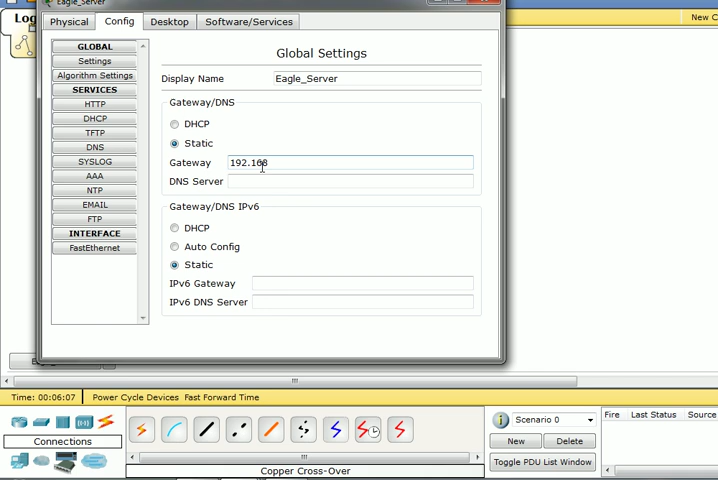 Eagle_Server
New C
Log
Physical Config Desktop Software/Services
GLOBAL
Settings
Algorithm Settings
SERVICES
HTTP
DHCP
TFTP
DNS
SYSLOG
AAA
NTP
EMAIL
FTP
INTERFACE
FastEthernet
Global Settings
Display Name Eagle_Server
Gateway/DNS
DHCP
Static
Gateway 192.168
DNS Server
Gateway/DNS IPv6
DHCP
Auto Config
Static
IPv6 Gateway
IPv6 DNS Server
Time: 00:06:07 Power Cycle Devices Fast Forward Time
Connections
Copper Cross-Over
Scenario 0
New Delete
Toggle PDU List Window
Fire Last Status Source